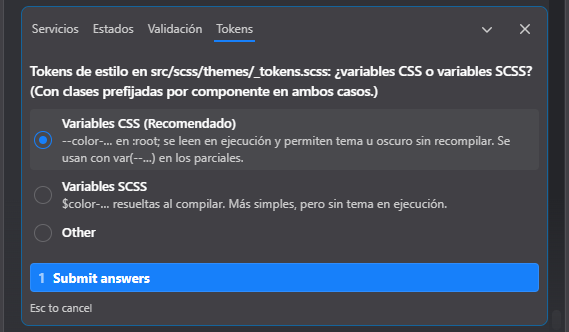 Servicios Estados Validación Tokens
Tokens de estilo en src/scss/themes/_tokens.scss: ¿variables CSS o variables SCSS?
(Con clases prefijadas por componente en ambos casos.)
Variables CSS (Recomendado)
--color-... en :root; se leen en ejecución y permiten tema u oscuro sin recompilar. Se
usan con var(--...) en los parciales.
Variables SCSS
$color-... resueltas al compilar. Más simples, pero sin tema en ejecución.
Other
1 Submit answers
Esc to cancel